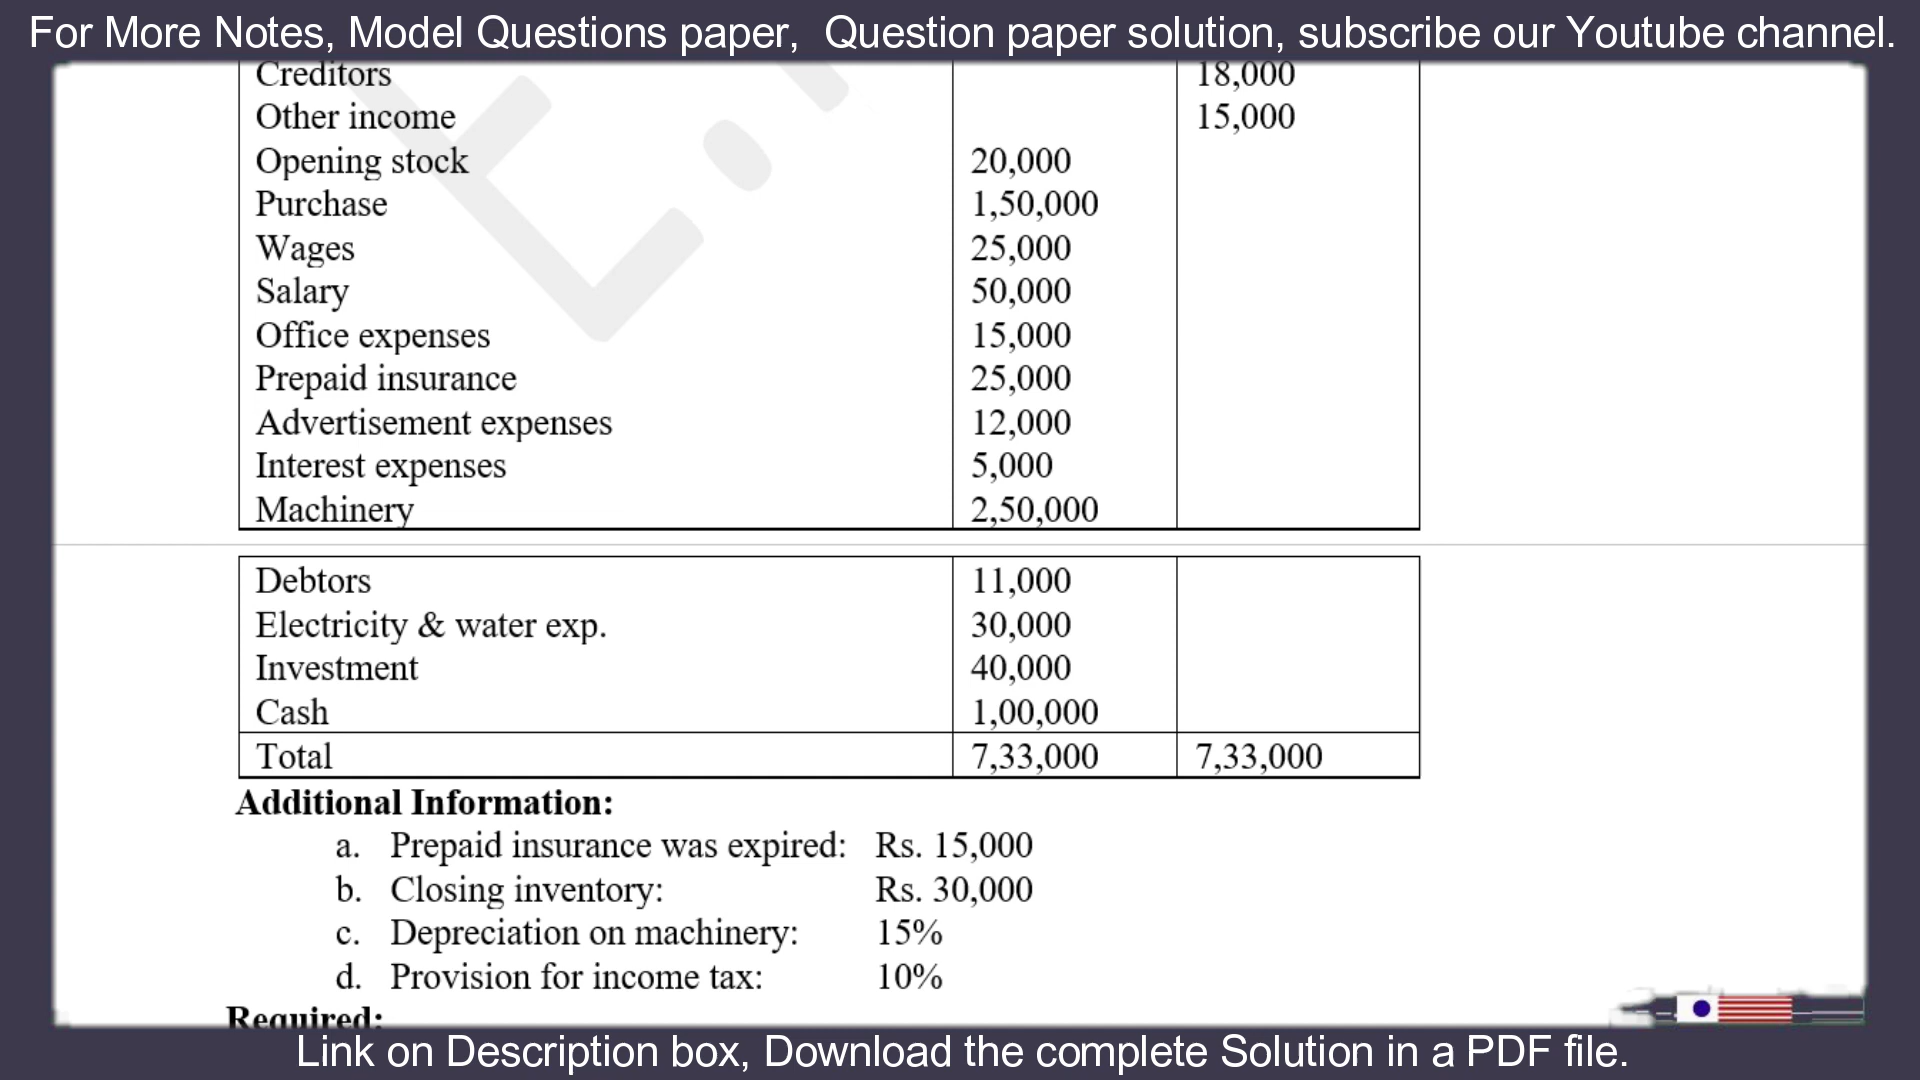 For More Notes, Model Questions paper, Question paper solution, subscribe our Youtube channel.
Creditors 18,000
Other income 15,000
Opening stock 20,000
Purchase 1,50,000
Wages 25,000
Salary 50,000
Office expenses 15,000
Prepaid insurance 25,000
Advertisement expenses 12,000
Interest expenses 5,000
Machinery 2,50,000
Debtors 11,000
Electricity & water exp. 30,000
Investment 40,000
Cash 1,00,000
Total 7,33,000 7,33,000
Additional Information:
a. Prepaid insurance was expired: Rs. 15,000
b. Closing inventory: Rs. 30,000
c. Depreciation on machinery: 15%
d. Provision for income tax: 10%
Required:
Link on Description box, Download the complete Solution in a PDF file.